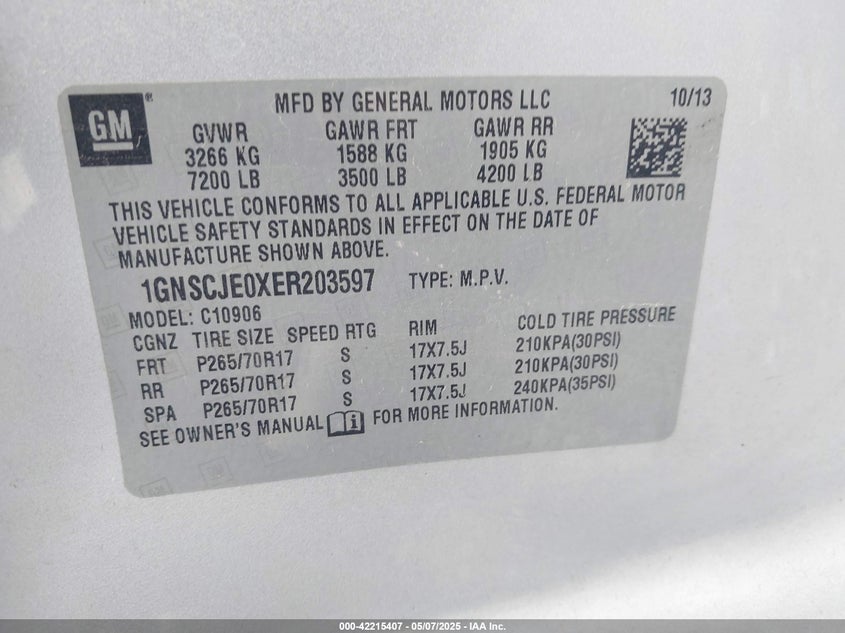 GM ®
MFD BY GENERAL MOTORS LLC 10/13
GVWR GAWR FRT GAWR RR
3266 KG 1588 KG 1905 KG
7200 LB 3500 LB 4200 LB
THIS VEHICLE CONFORMS TO ALL APPLICABLE U.S. FEDERAL MOTOR
VEHICLE SAFETY STANDARDS IN EFFECT ON THE DATE OF
MANUFACTURE SHOWN ABOVE.
1GNSCJE0XER203597 TYPE: M.P.V.
MODEL: C10906
CGNZ TIRE SIZE SPEED RTG RIM COLD TIRE PRESSURE
FRT P265/70R17 S 17X7.5J 210KPA(30PSI)
RR P265/70R17 S 17X7.5J 210KPA(30PSI)
SPA P265/70R17 S 17X7.5J 240KPA(35PSI)
SEE OWNER'S MANUAL i FOR MORE INFORMATION.
000-42215407 - 05/07/2025 - IAA Inc.